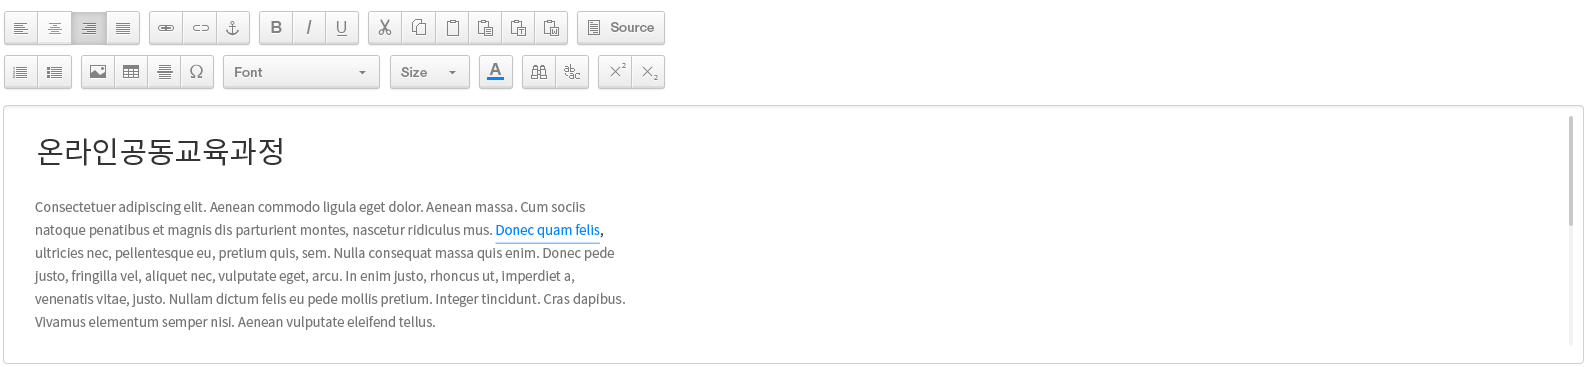 B I U Source
Font Size A ab ac X² X₂
온라인공동교육과정
Consectetuer adipiscing elit. Aenean commodo ligula eget dolor. Aenean massa. Cum sociis
natoque penatibus et magnis dis parturient montes, nascetur ridiculus mus. Donec quam felis,
ultricies nec, pellentesque eu, pretium quis, sem. Nulla consequat massa quis enim. Donec pede
justo, fringilla vel, aliquet nec, vulputate eget, arcu. In enim justo, rhoncus ut, imperdiet a,
venenatis vitae, justo. Nullam dictum felis eu pede mollis pretium. Integer tincidunt. Cras dapibus.
Vivamus elementum semper nisi. Aenean vulputate eleifend tellus.